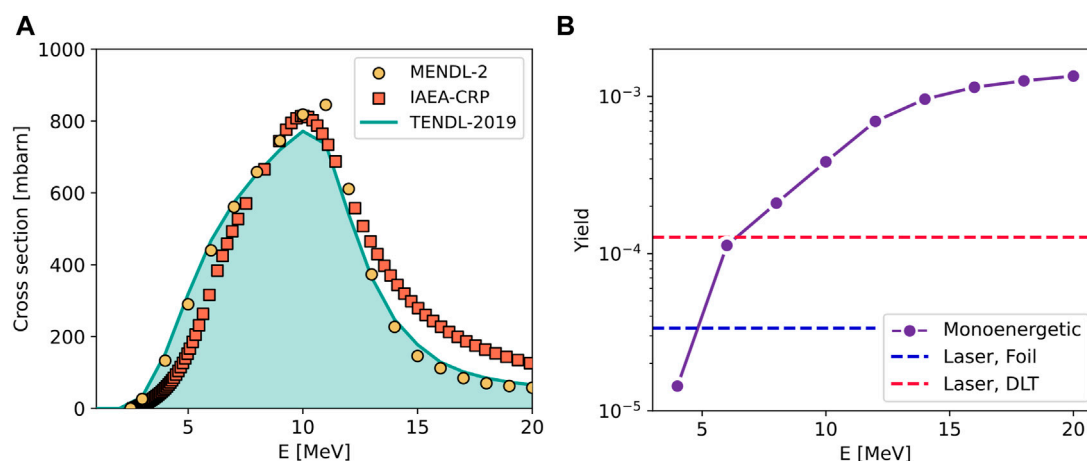 A
B
1000
800
600
400
200
0
Cross section [mbarn]
5
10
15
20
E [MeV]
MENDL-2
IAEA-CRP
TENDL-2019
10⁻³
10⁻⁴
10⁻⁵
Yield
5
10
15
20
E [MeV]
Monoenergetic
Laser, Foil
Laser, DLT